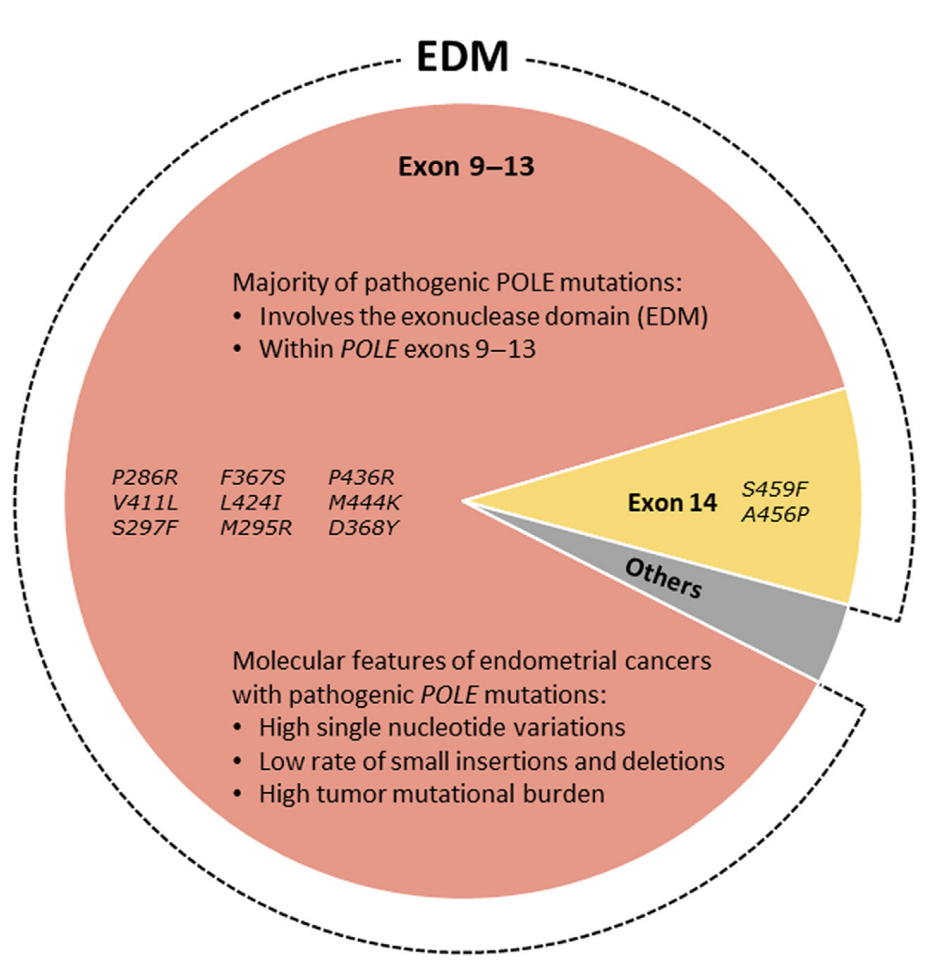 EDM
Exon 9–13
Majority of pathogenic POLE mutations:
• Involves the exonuclease domain (EDM)
• Within POLE exons 9–13
P286R F367S P436R
V411L L424I M444K
S297F M295R D368Y
Exon 14
S459F
A456P
Others
Molecular features of endometrial cancers
with pathogenic POLE mutations:
• High single nucleotide variations
• Low rate of small insertions and deletions
• High tumor mutational burden